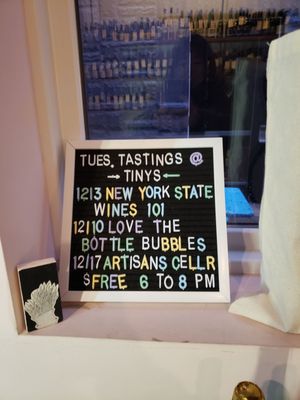 TUES. TASTINGS @
→ TINYS ←
12/3 NEW YORK STATE
WINES 101
12/10 LOVE THE
BOTTLE BUBBLES
12/17 ARTISANS CELLR
$FREE 6 TO 8 PM